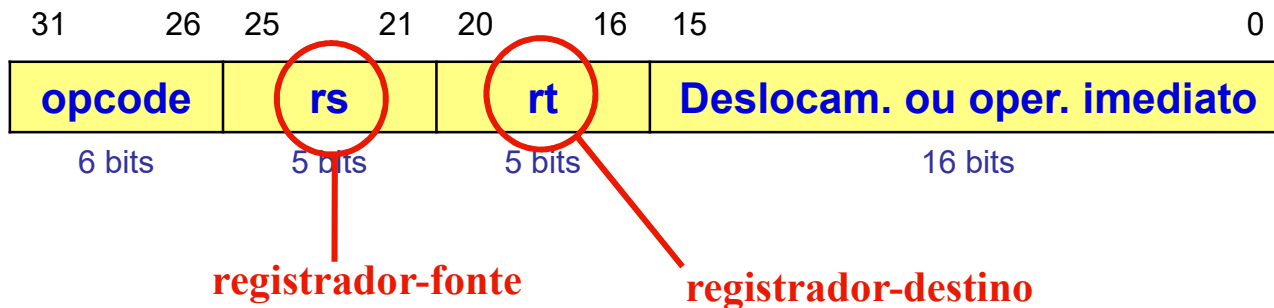 31 26 25 21 20 16 15 0
opcode rs rt Deslocam. ou oper. imediato
6 bits 5 bits 5 bits 16 bits
registrador-fonte registrador-destino